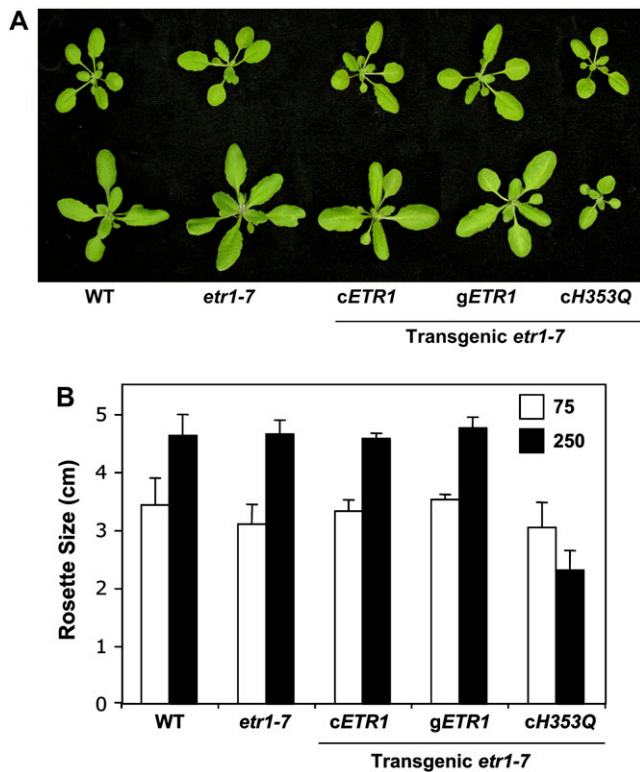 A
WT etr1-7 cETR1 gETR1 cH353Q
Transgenic etr1-7
B
75
250
Rosette Size (cm)
5
4
3
2
1
0
WT etr1-7 cETR1 gETR1 cH353Q
Transgenic etr1-7